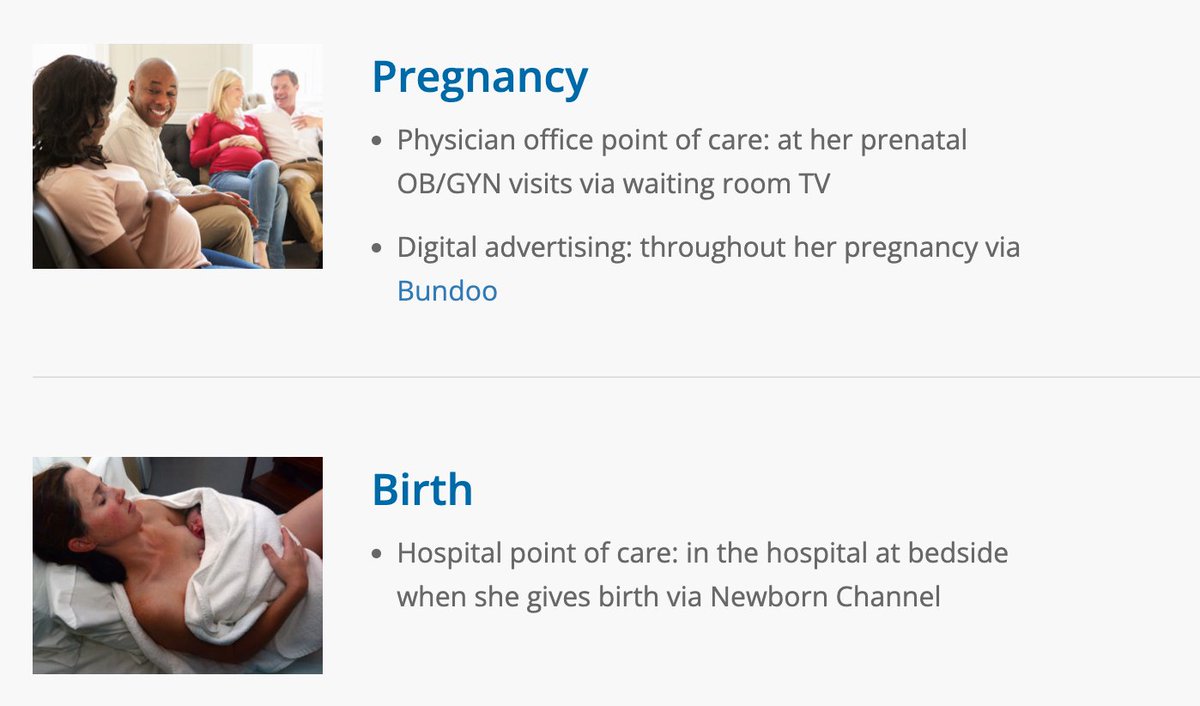 Pregnancy
• Physician office point of care: at her prenatal
OB/GYN visits via waiting room TV
• Digital advertising: throughout her pregnancy via
Bundoo
Birth
• Hospital point of care: in the hospital at bedside
when she gives birth via Newborn Channel